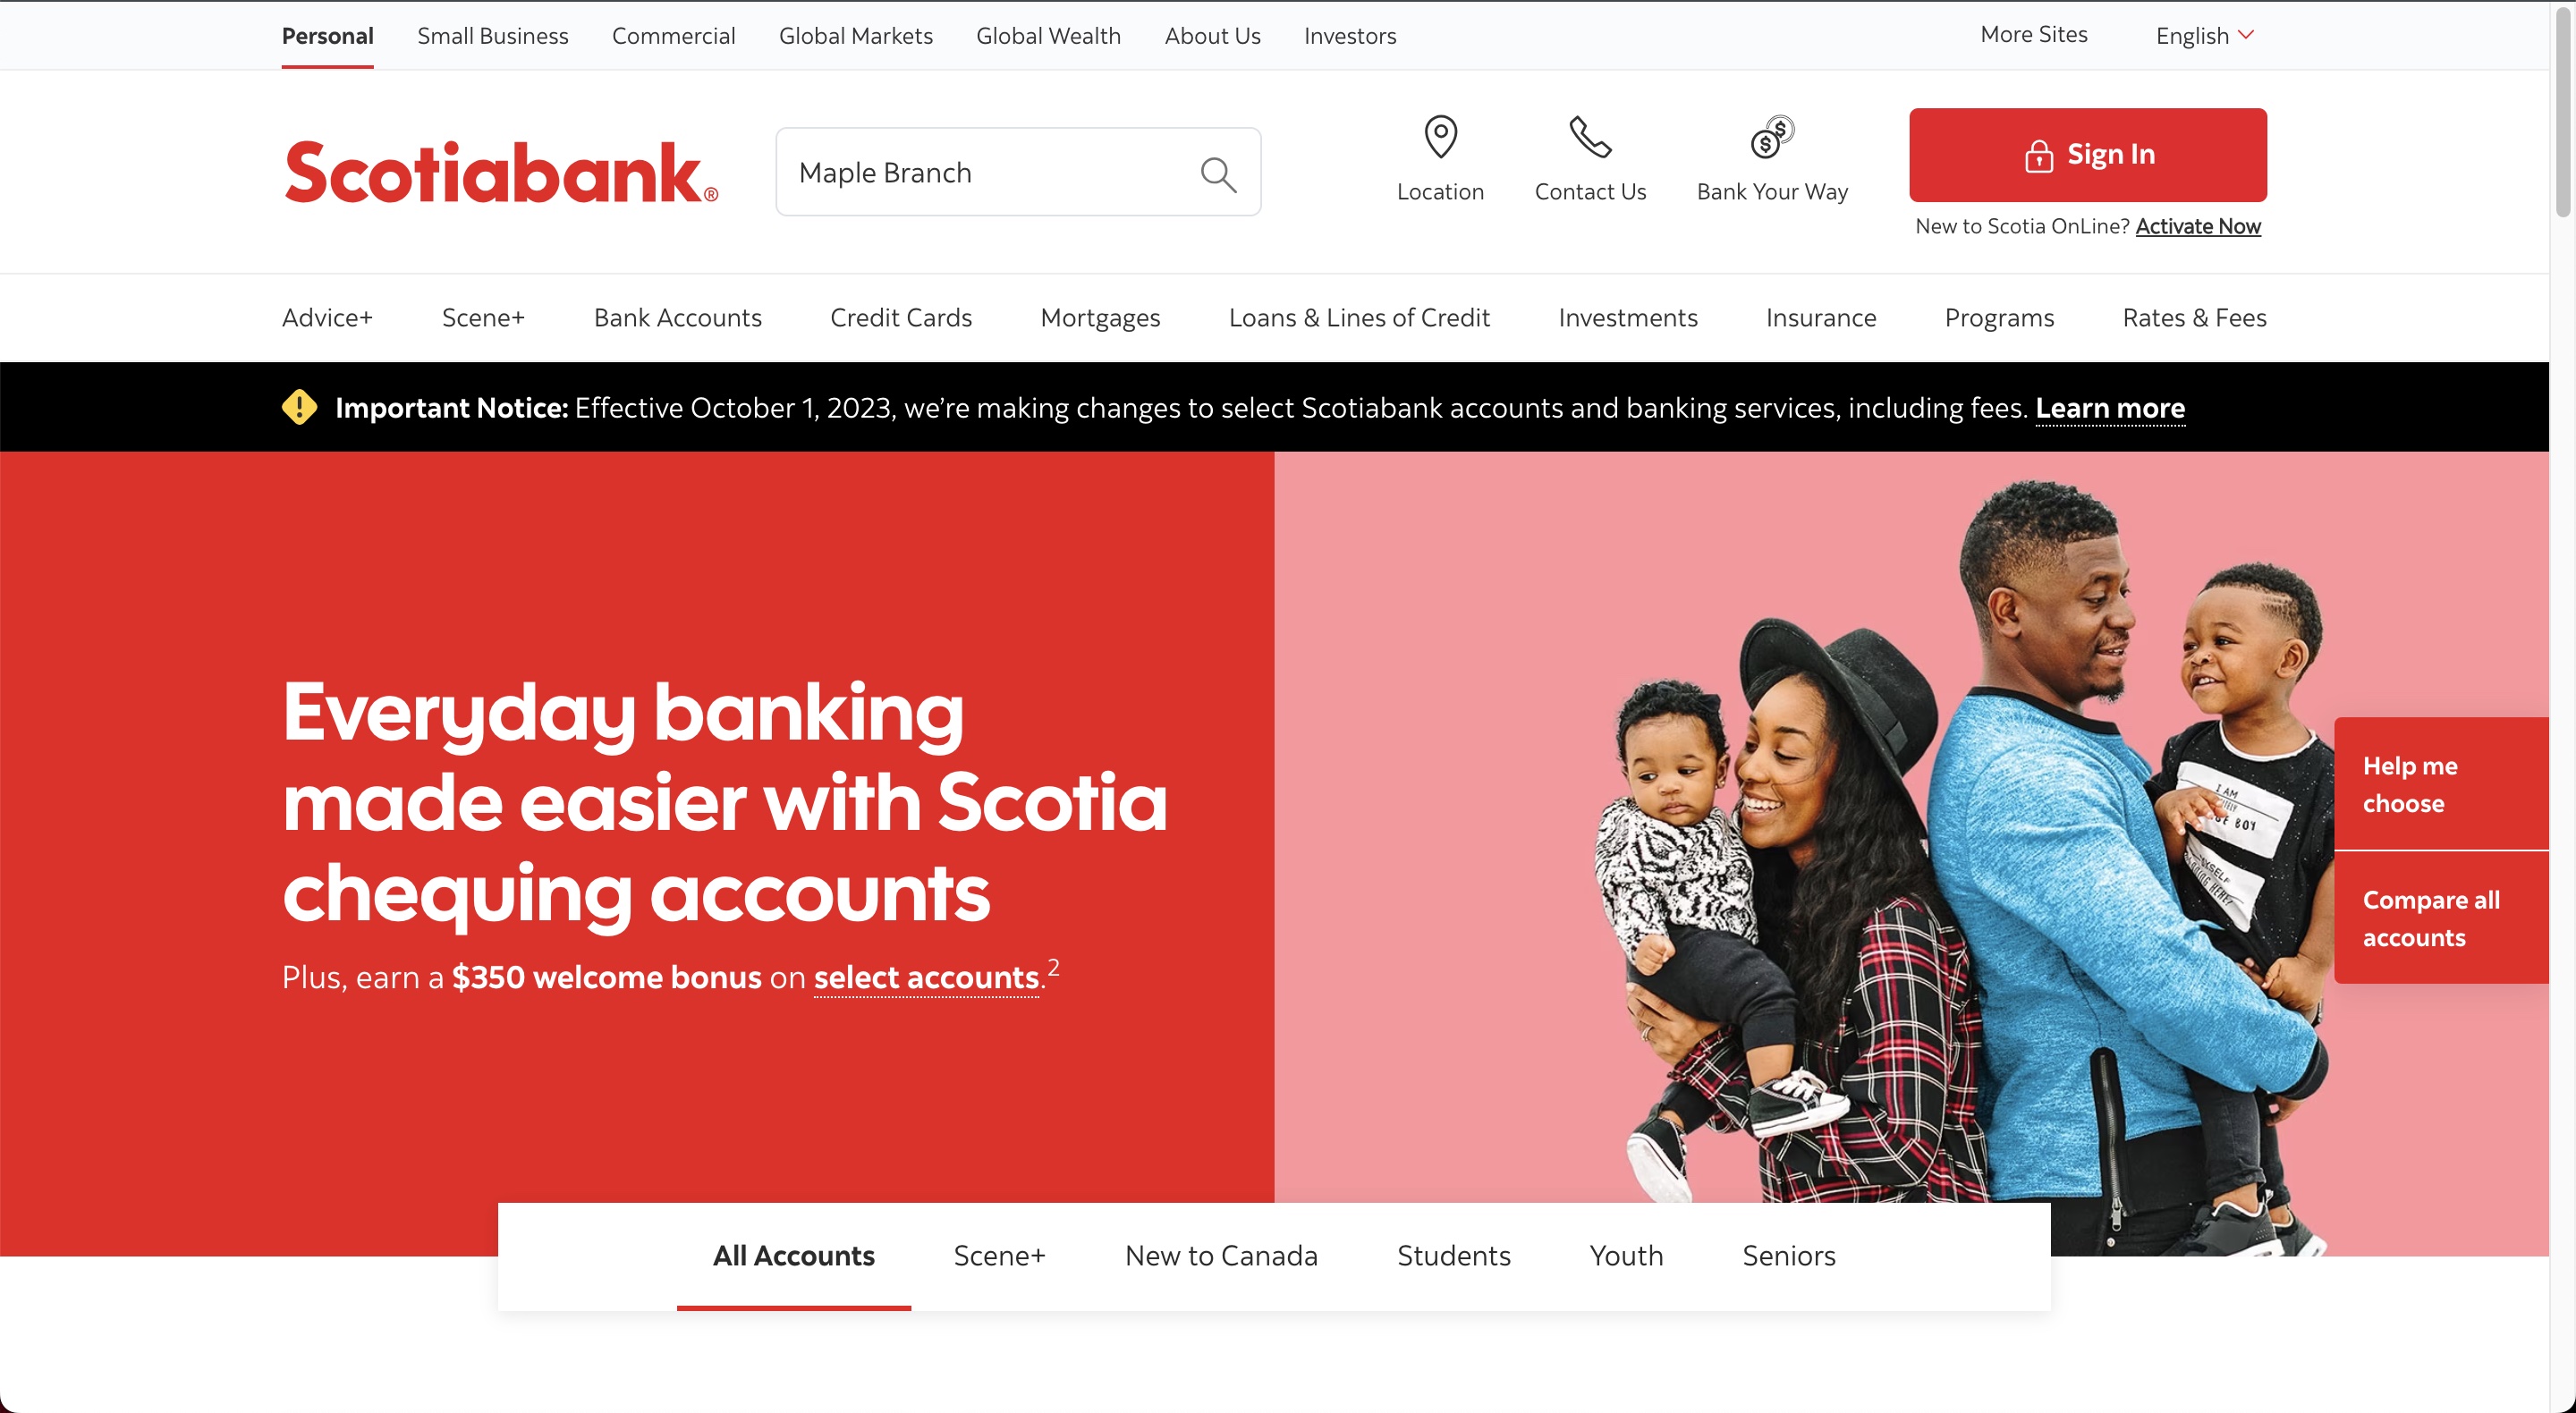 Personal Small Business Commercial Global Markets Global Wealth About Us Investors More Sites English
Scotiabank®
Maple Branch
Location Contact Us Bank Your Way
Sign In
New to Scotia OnLine? Activate Now
Advice+ Scene+ Bank Accounts Credit Cards Mortgages Loans & Lines of Credit Investments Insurance Programs Rates & Fees
Important Notice: Effective October 1, 2023, we’re making changes to select Scotiabank accounts and banking services, including fees. Learn more
Everyday banking
made easier with Scotia
chequing accounts
Plus, earn a $350 welcome bonus on select accounts.2
I AM
BOY
Help me
choose
Compare all
accounts
All Accounts Scene+ New to Canada Students Youth Seniors